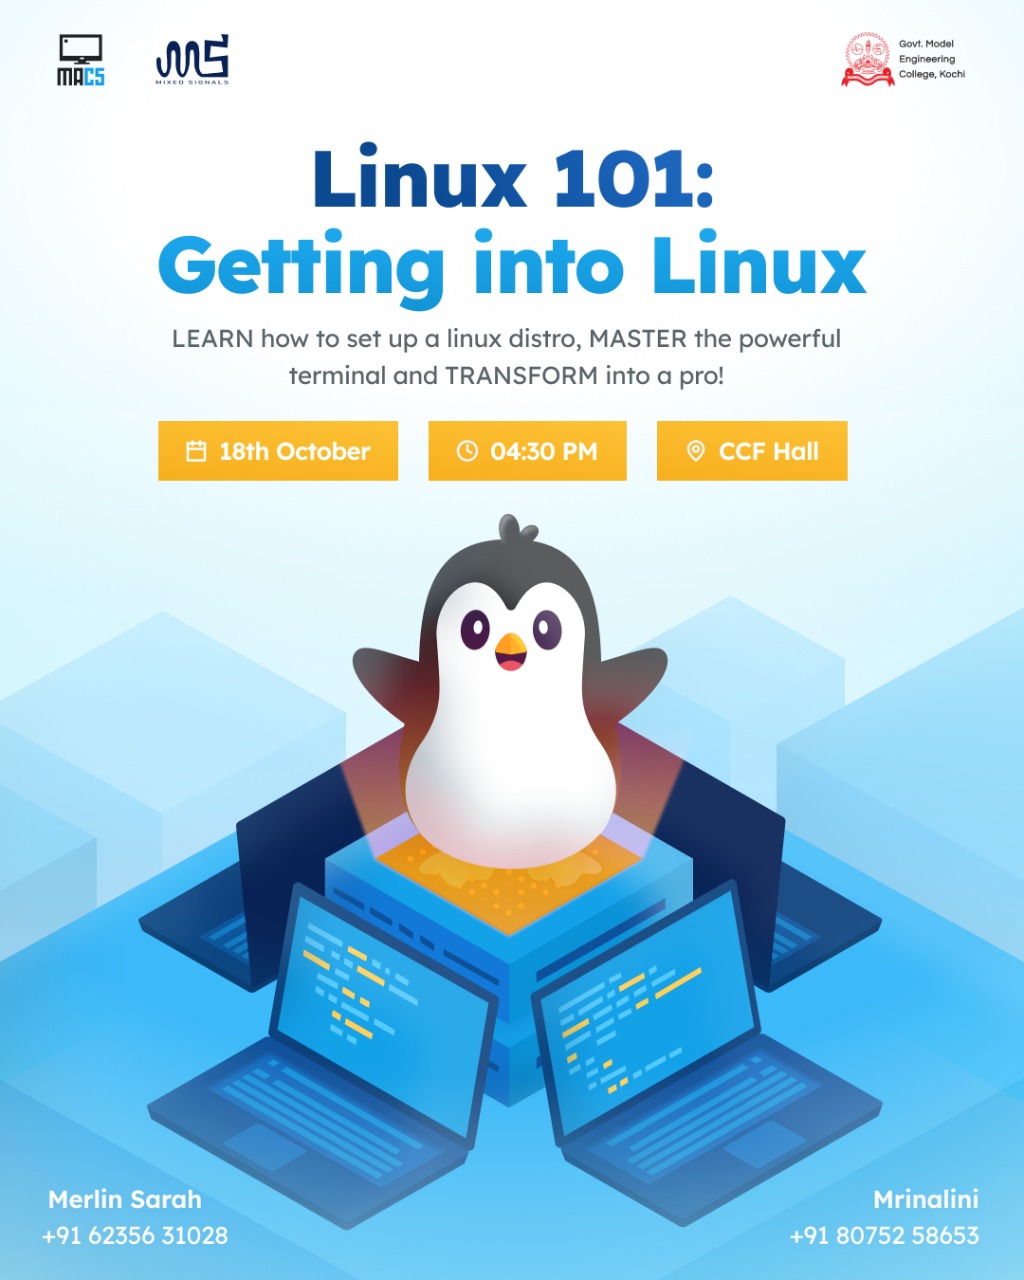 MACS
MS
MIXED SIGNALS
Govt. Model
Engineering
College, Kochi
Linux 101:
Getting into Linux
LEARN how to set up a linux distro, MASTER the powerful
terminal and TRANSFORM into a pro!
18th October
04:30 PM
CCF Hall
Merlin Sarah
+91 62356 31028
Mrinalini
+91 80752 58653